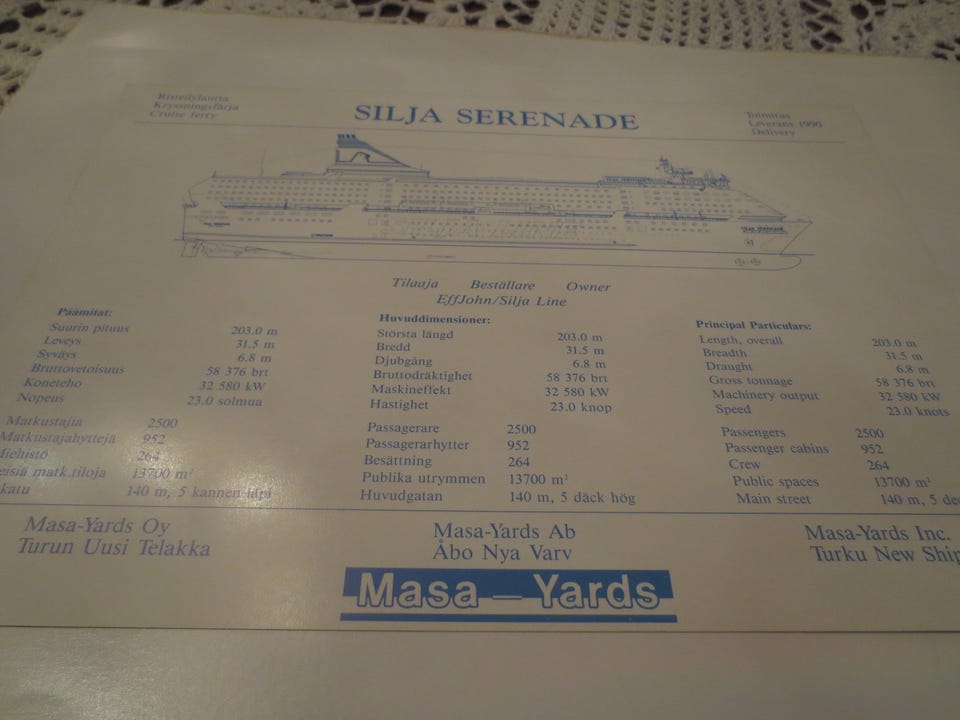 Risteilylautta
Kryssningsfärja
Cruise ferry
SILJA SERENADE
Toimitus
Leverans 1990
Delivery
Tilaaja Beställare Owner
EffJohn/Silja Line
Päämitat:
Suurin pituus 203.0 m
Leveys 31.5 m
Syväys 6.8 m
Bruttovetoisuus 58 376 brt
Koneteho 32 580 kW
Nopeus 23.0 solmua
Matkustajia 2500
Matkustajahyttejä 952
Miehistö 264
eisiä matk.tiloja 13700 m²
katu 140 m, 5 kannen läpi
Huvuddimensioner:
Största längd 203.0 m
Bredd 31.5 m
Djubgång 6.8 m
Bruttodräktighet 58 376 brt
Maskineffekt 32 580 kW
Hastighet 23.0 knop
Passagerare 2500
Passagerarhytter 952
Besättning 264
Publika utrymmen 13700 m²
Huvudgatan 140 m, 5 däck hög
Principal Particulars:
Length, overall 203.0 m
Breadth 31.5 m
Draught 6.8 m
Gross tonnage 58 376 brt
Machinery output 32 580 kW
Speed 23.0 knots
Passengers 2500
Passenger cabins 952
Crew 264
Public spaces 13700 m²
Main street 140 m, 5 dec
Masa-Yards Oy
Turun Uusi Telakka
Masa-Yards Ab
Åbo Nya Varv
Masa-Yards Inc.
Turku New Ship
Masa–Yards